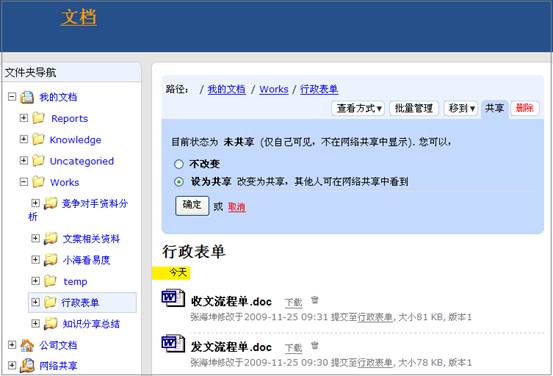 文档
文件夹导航
我的文档
Reports
Knowledge
Uncategoried
Works
竞争对手资料分析
文案相关资料
小海看易度
temp
行政表单
知识分享总结
公司文档
网络共享
路径: / 我的文档 / Works / 行政表单
查看方式▼ 批量管理 移到▼ 共享 删除
目前状态为 未共享 (仅自己可见，不在网络共享中显示). 您可以,
不改变
设为共享 改变为共享，其他人可在网络共享中看到
确定 或 取消
行政表单
今天
收文流程单.doc 下载
张海坤修改于2009-11-25 09:31 提交至行政表单, 大小81 KB, 版本1
发文流程单.doc 下载
张海坤修改于2009-11-25 09:30 提交至行政表单, 大小78 KB, 版本1